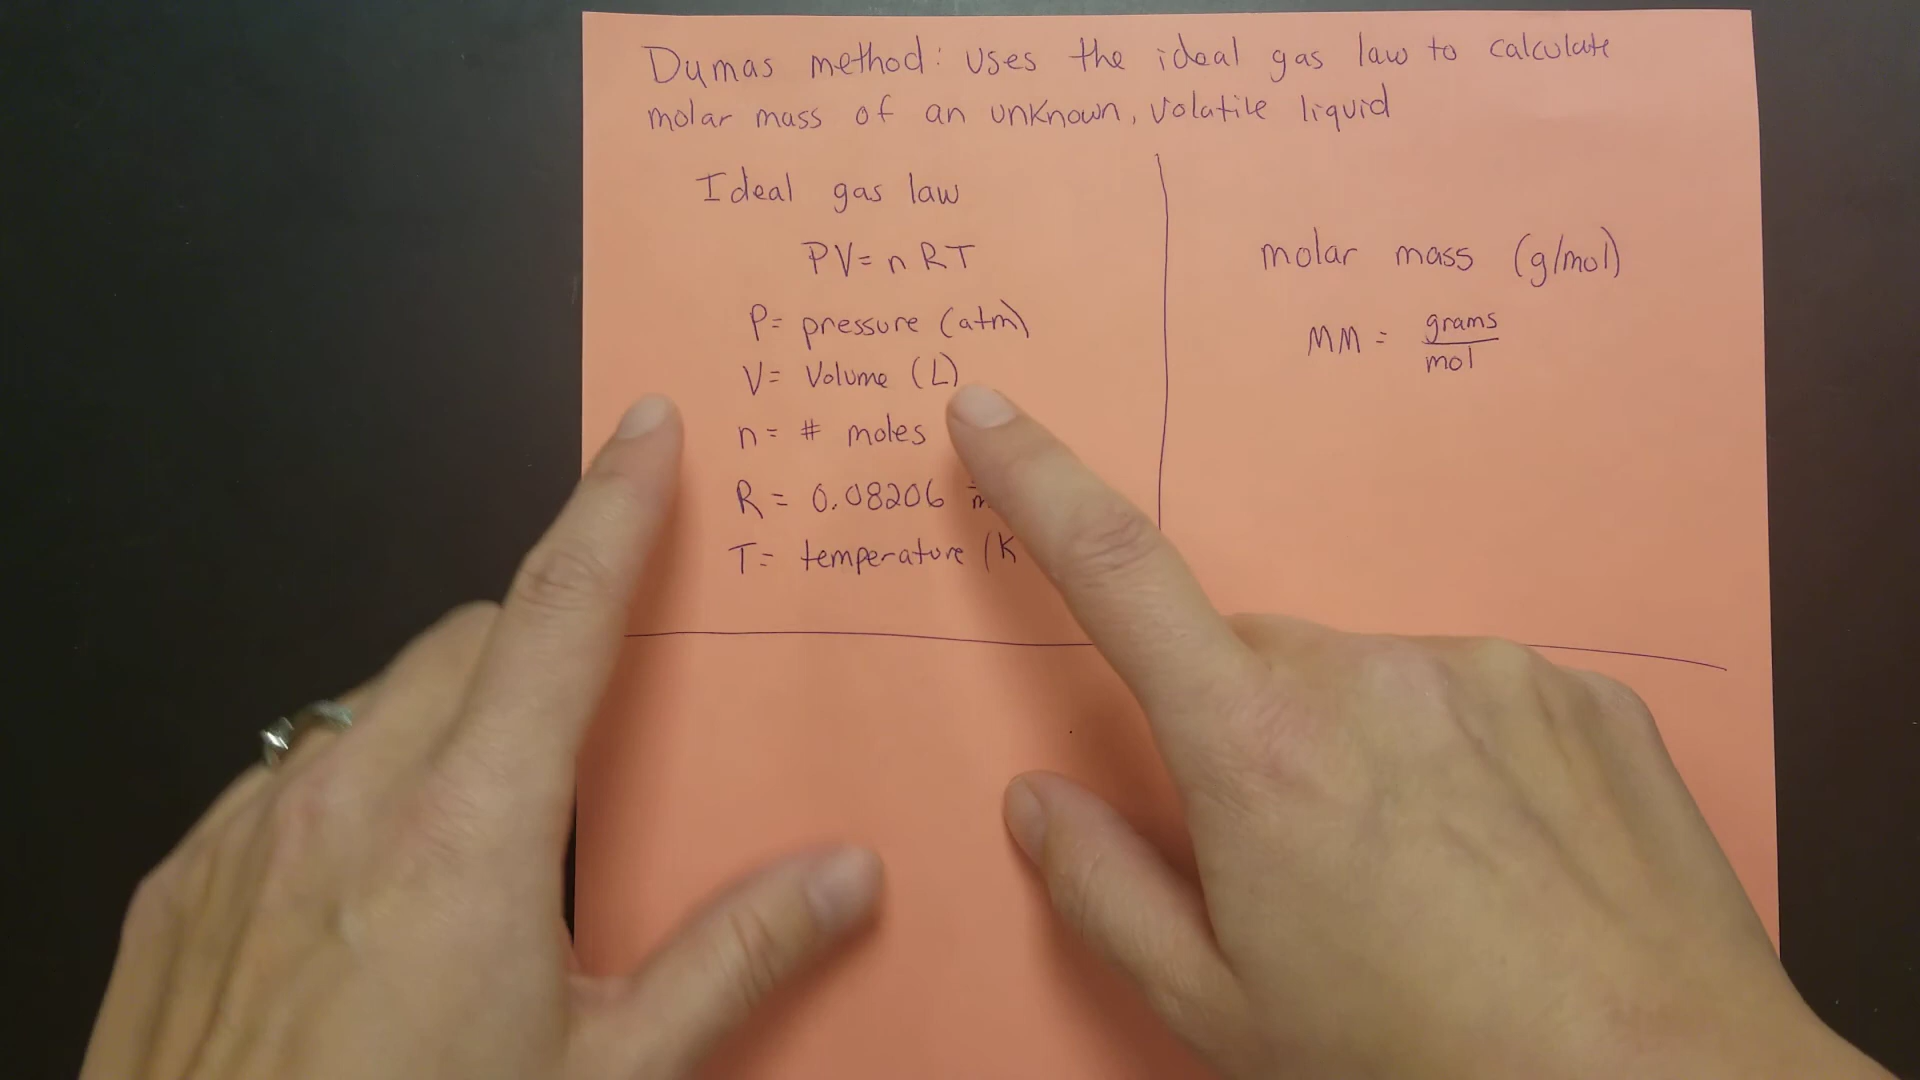 Dumas method: uses the ideal gas law to calculate
molar mass of an unknown, volatile liquid
Ideal gas law
PV = nRT
P = pressure (atm)
V = Volume (L)
n = # moles
R = 0.08206
T = temperature (K
molar mass (g/mol)
MM = grams
mol